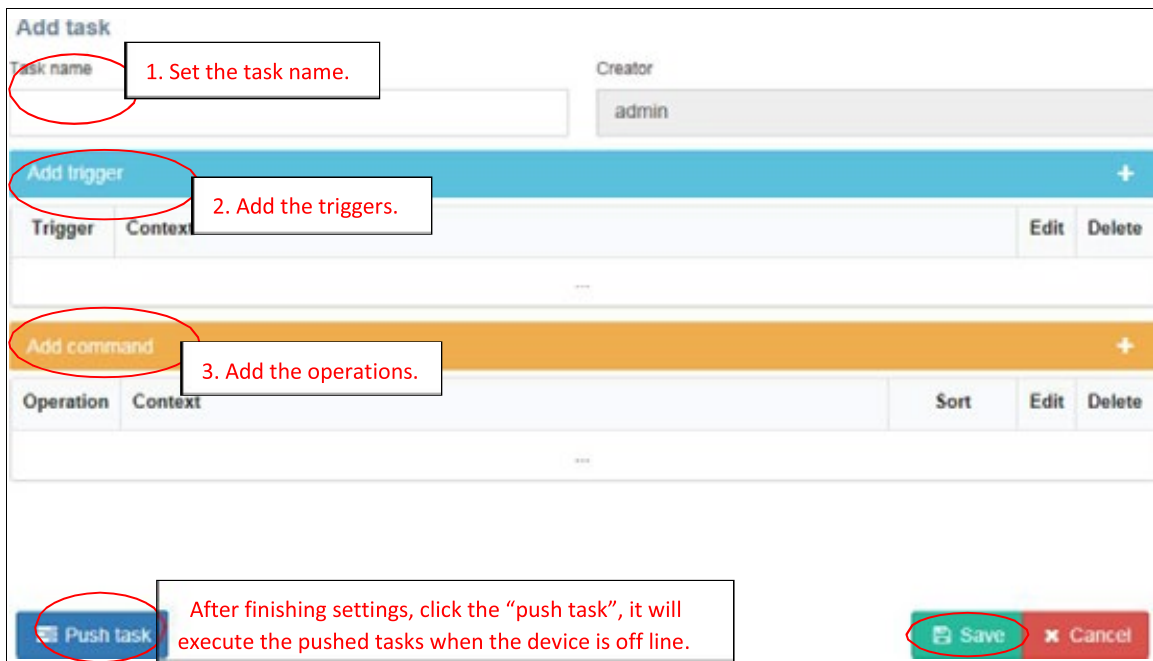 Add task
Task name
1. Set the task name.
Creator
admin
Add trigger
+
2. Add the triggers.
Trigger Context Edit Delete
...
Add command
+
3. Add the operations.
Operation Context Sort Edit Delete
...
Push task
After finishing settings, click the “push task”, it will
execute the pushed tasks when the device is off line.
Save
Cancel